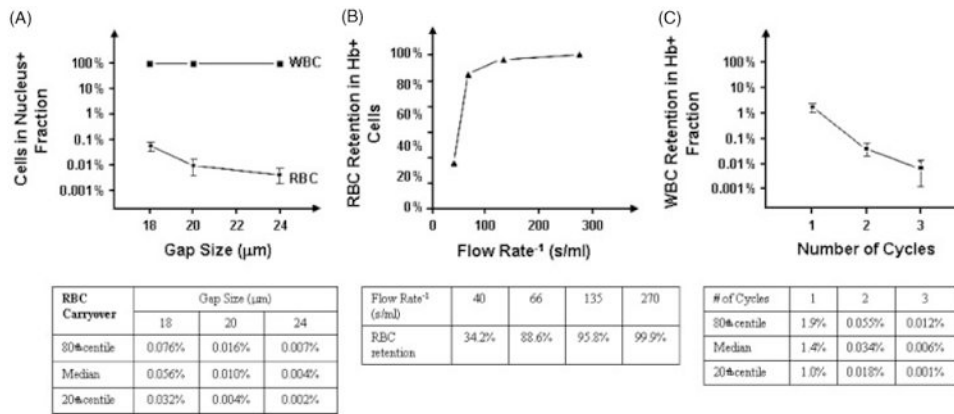 (A)
Cells in Nucleus+
Fraction
100%
10%
1%
0.1%
0.01%
0.001%
WBC
RBC
18 20 22 24
Gap Size (μm)
(B)
RBC Retention in Hb+
Cells
100%
80%
60%
40%
20%
0%
0 100 200 300
Flow Rate⁻¹ (s/ml)
(C)
WBC Retention in Hb+
Fraction
100%
10%
1%
0.1%
0.01%
0.001%
1 2 3
Number of Cycles
RBC Carryover Gap Size (μm)
18 20 24
80th centile 0.076% 0.016% 0.007%
Median 0.056% 0.010% 0.004%
20th centile 0.032% 0.004% 0.002%
Flow Rate⁻¹ (s/ml) 40 66 135 270
RBC retention 34.2% 88.6% 95.8% 99.9%
# of Cycles 1 2 3
80th centile 1.9% 0.055% 0.012%
Median 1.4% 0.034% 0.006%
20th centile 1.0% 0.018% 0.001%